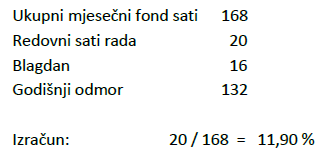 Ukupni mjesečni fond sati 168
Redovni sati rada 20
Blagdan 16
Godišnji odmor 132
Izračun: 20 / 168 = 11,90 %